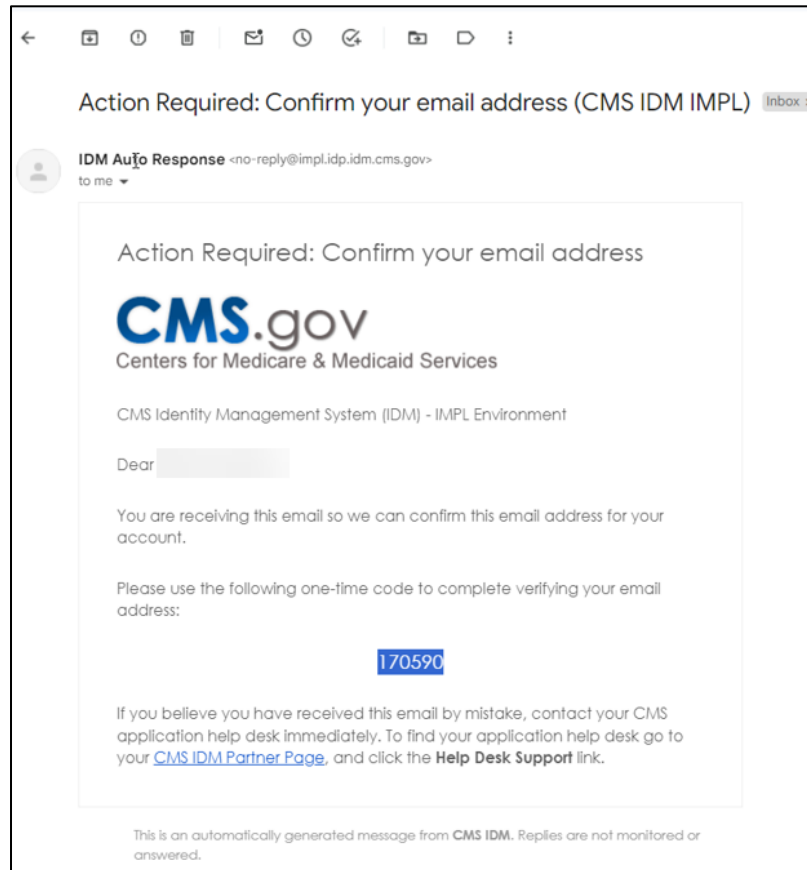 Action Required: Confirm your email address (CMS IDM IMPL) Inbox
IDM Auto Response <no-reply@impl.idp.idm.cms.gov>
to me
Action Required: Confirm your email address
CMS.gov
Centers for Medicare & Medicaid Services
CMS Identity Management System (IDM) - IMPL Environment
Dear
You are receiving this email so we can confirm this email address for your
account.
Please use the following one-time code to complete verifying your email
address:
170590
If you believe you have received this email by mistake, contact your CMS
application help desk immediately. To find your application help desk go to
your CMS IDM Partner Page, and click the Help Desk Support link.
This is an automatically generated message from CMS IDM. Replies are not monitored or
answered.